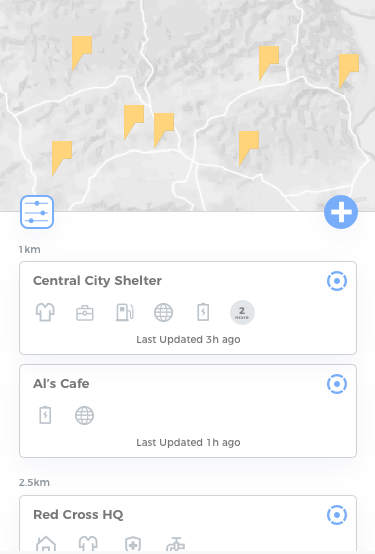 1km
Central City Shelter
2
more
Last Updated 3h ago
Al's Cafe
Last Updated 1h ago
2.5km
Red Cross HQ